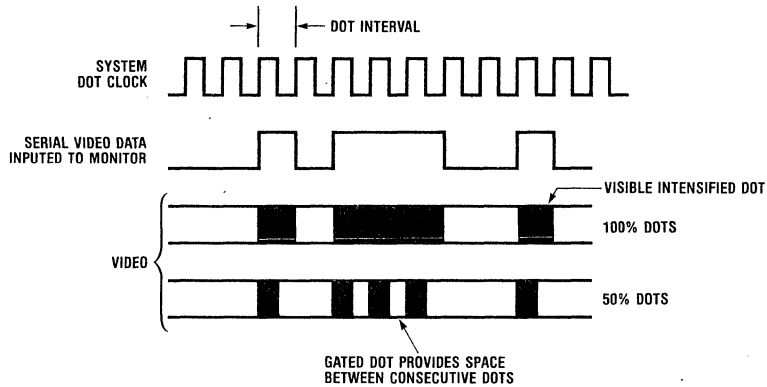 DOT INTERVAL
SYSTEM
DOT CLOCK
SERIAL VIDEO DATA
INPUTED TO MONITOR
VISIBLE INTENSIFIED DOT
100% DOTS
VIDEO
50% DOTS
GATED DOT PROVIDES SPACE
BETWEEN CONSECUTIVE DOTS